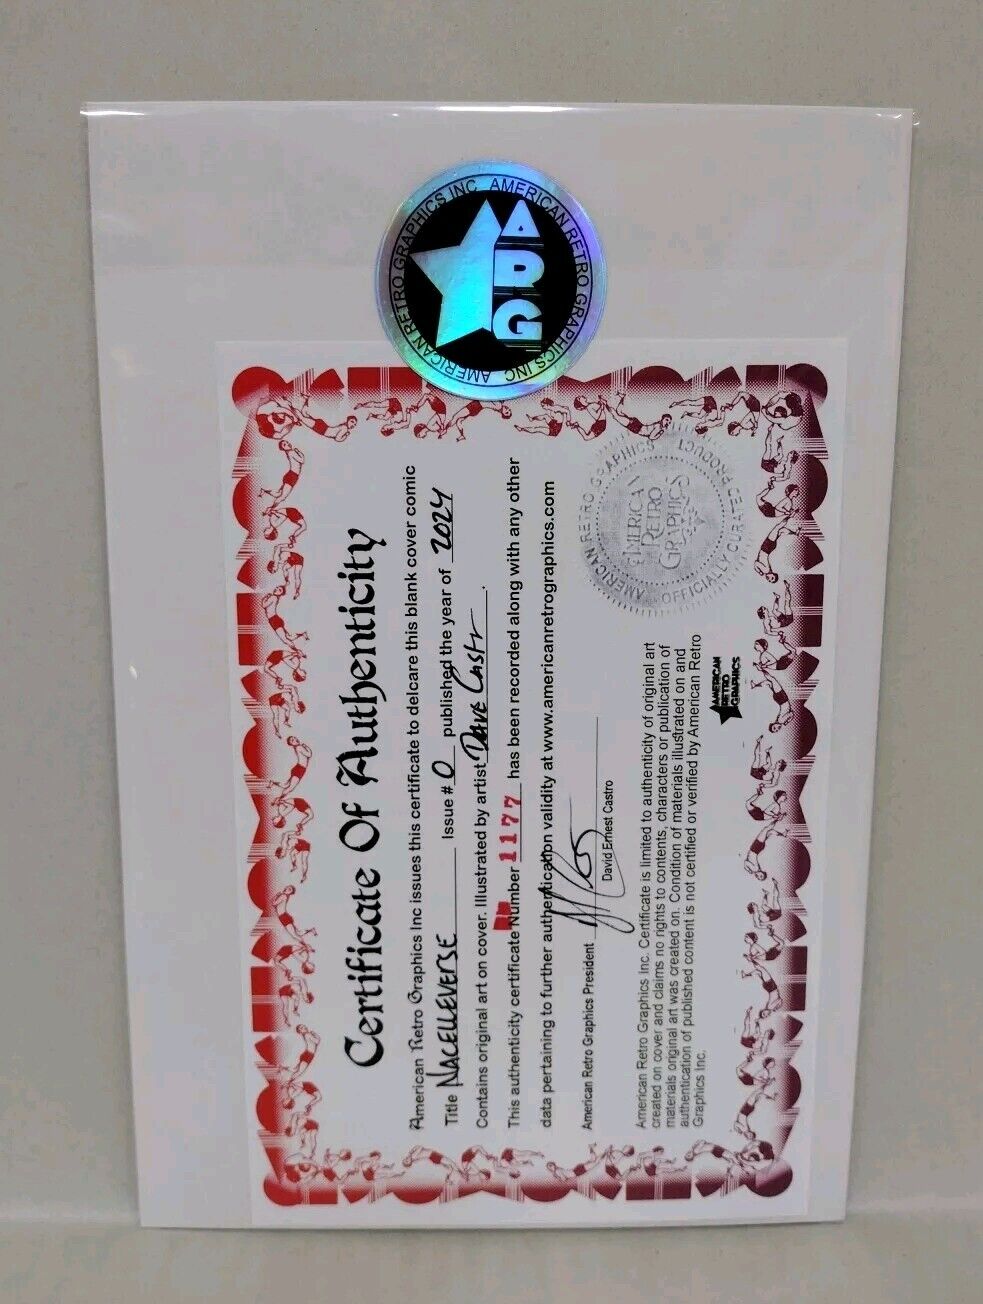 AMERICAN RETRO GRAPHICS INC
AMERICAN RETRO GRAPHICS INC
ARG
Certificate Of Authenticity
American Retro Graphics Inc issues this certificate to delcare this blank cover comic
Title NACELLEVERSE Issue # 0 published the year of 2024
Contains original art on cover. Illustrated by artist Dave Castr.
This authenticity certificate Number 1177 has been recorded along with any other
data pertaining to further authentication validity at www.americanretrographics.com
American Retro Graphics President
David Ernest Castro
American Retro Graphics Inc. Certificate is limited to authenticity of original art
created on cover and claims no rights to contents, characters or publication of
materials original art was created on. Condition of materials illustrated on and
authentication of published content is not certified or verified by American Retro
Graphics Inc.
AMERICAN
RETRO
GRAPHICS
AMERICAN RETRO GRAPHICS
OFFICIALLY CURATED PRODUCT
AMERICAN
RETRO
GRAPHICS